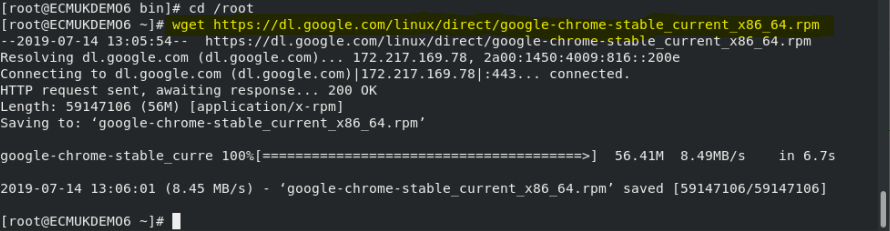 [root@ECMUKDEMO6 bin]# cd /root
[root@ECMUKDEMO6 ~]# wget https://dl.google.com/linux/direct/google-chrome-stable_current_x86_64.rpm
--2019-07-14 13:05:54--  https://dl.google.com/linux/direct/google-chrome-stable_current_x86_64.rpm
Resolving dl.google.com (dl.google.com)... 172.217.169.78, 2a00:1450:4009:816::200e
Connecting to dl.google.com (dl.google.com)|172.217.169.78|:443... connected.
HTTP request sent, awaiting response... 200 OK
Length: 59147106 (56M) [application/x-rpm]
Saving to: ‘google-chrome-stable_current_x86_64.rpm’
google-chrome-stable_curre 100%[=======================================>]  56.41M  8.49MB/s    in 6.7s
2019-07-14 13:06:01 (8.45 MB/s) - ‘google-chrome-stable_current_x86_64.rpm’ saved [59147106/59147106]
[root@ECMUKDEMO6 ~]#